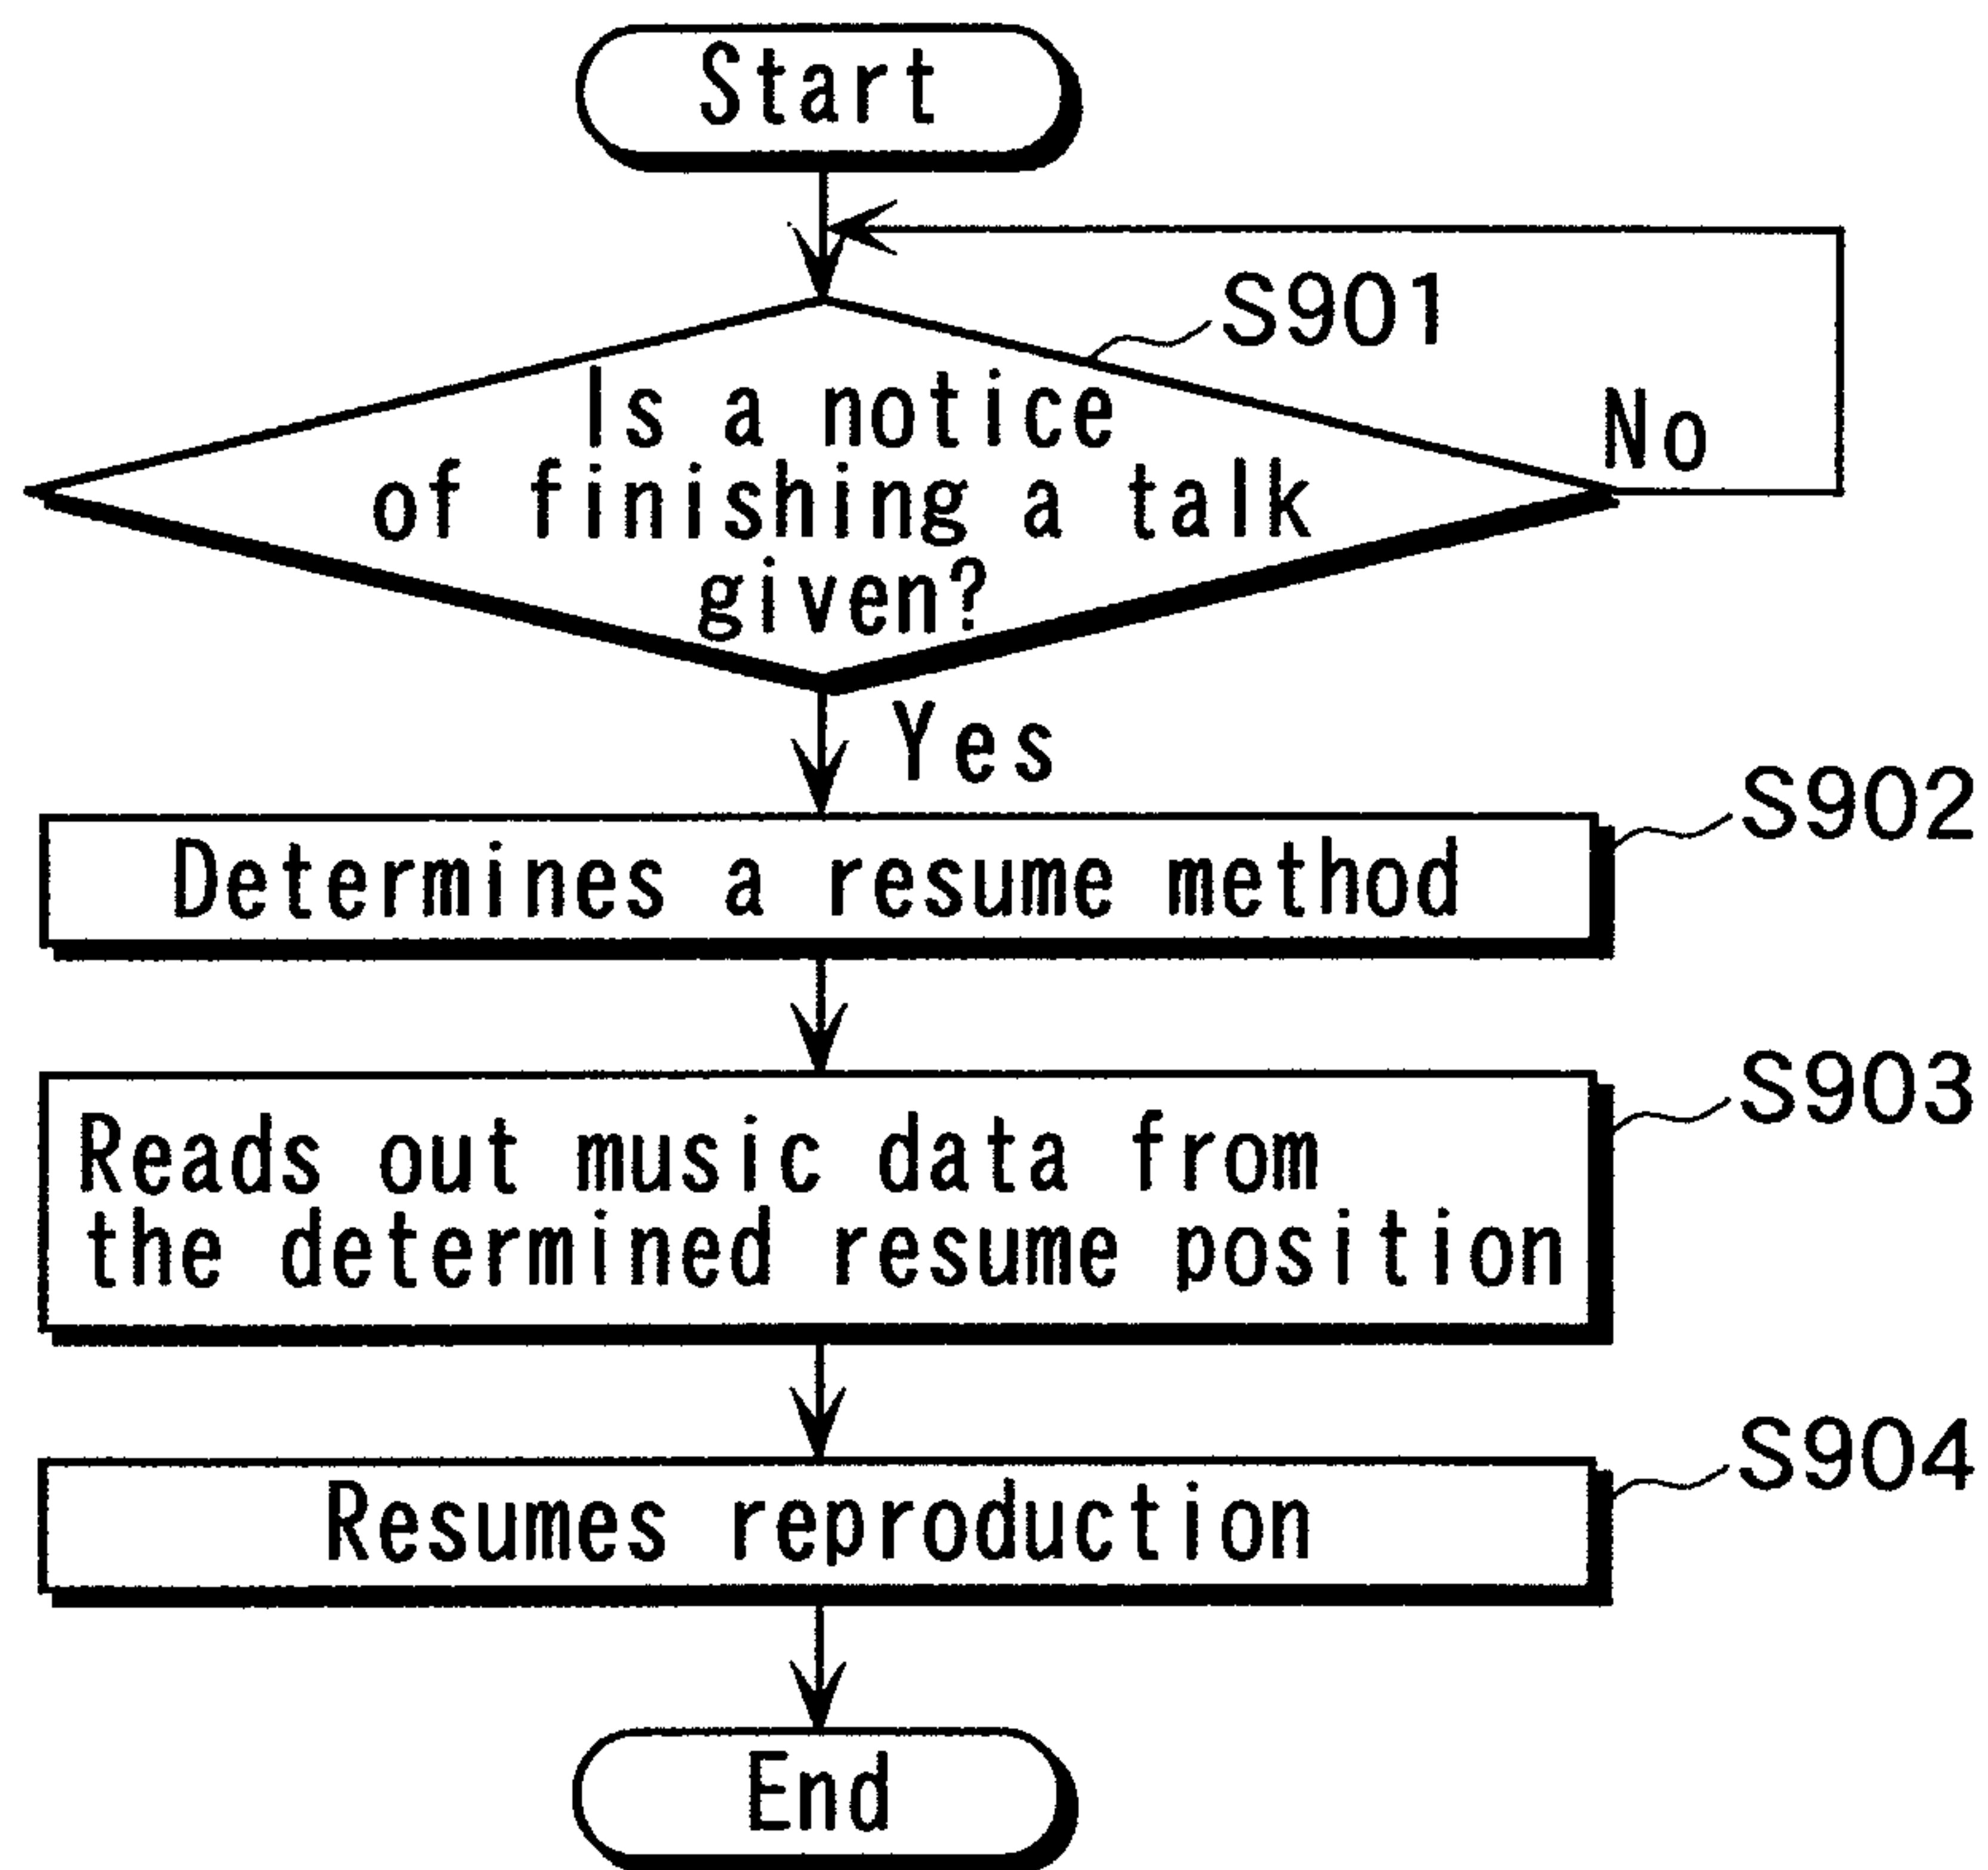 Start
S901
Is a notice
of finishing a talk
given?
No
Yes
S902
Determines a resume method
S903
Reads out music data from
the determined resume position
S904
Resumes reproduction
End